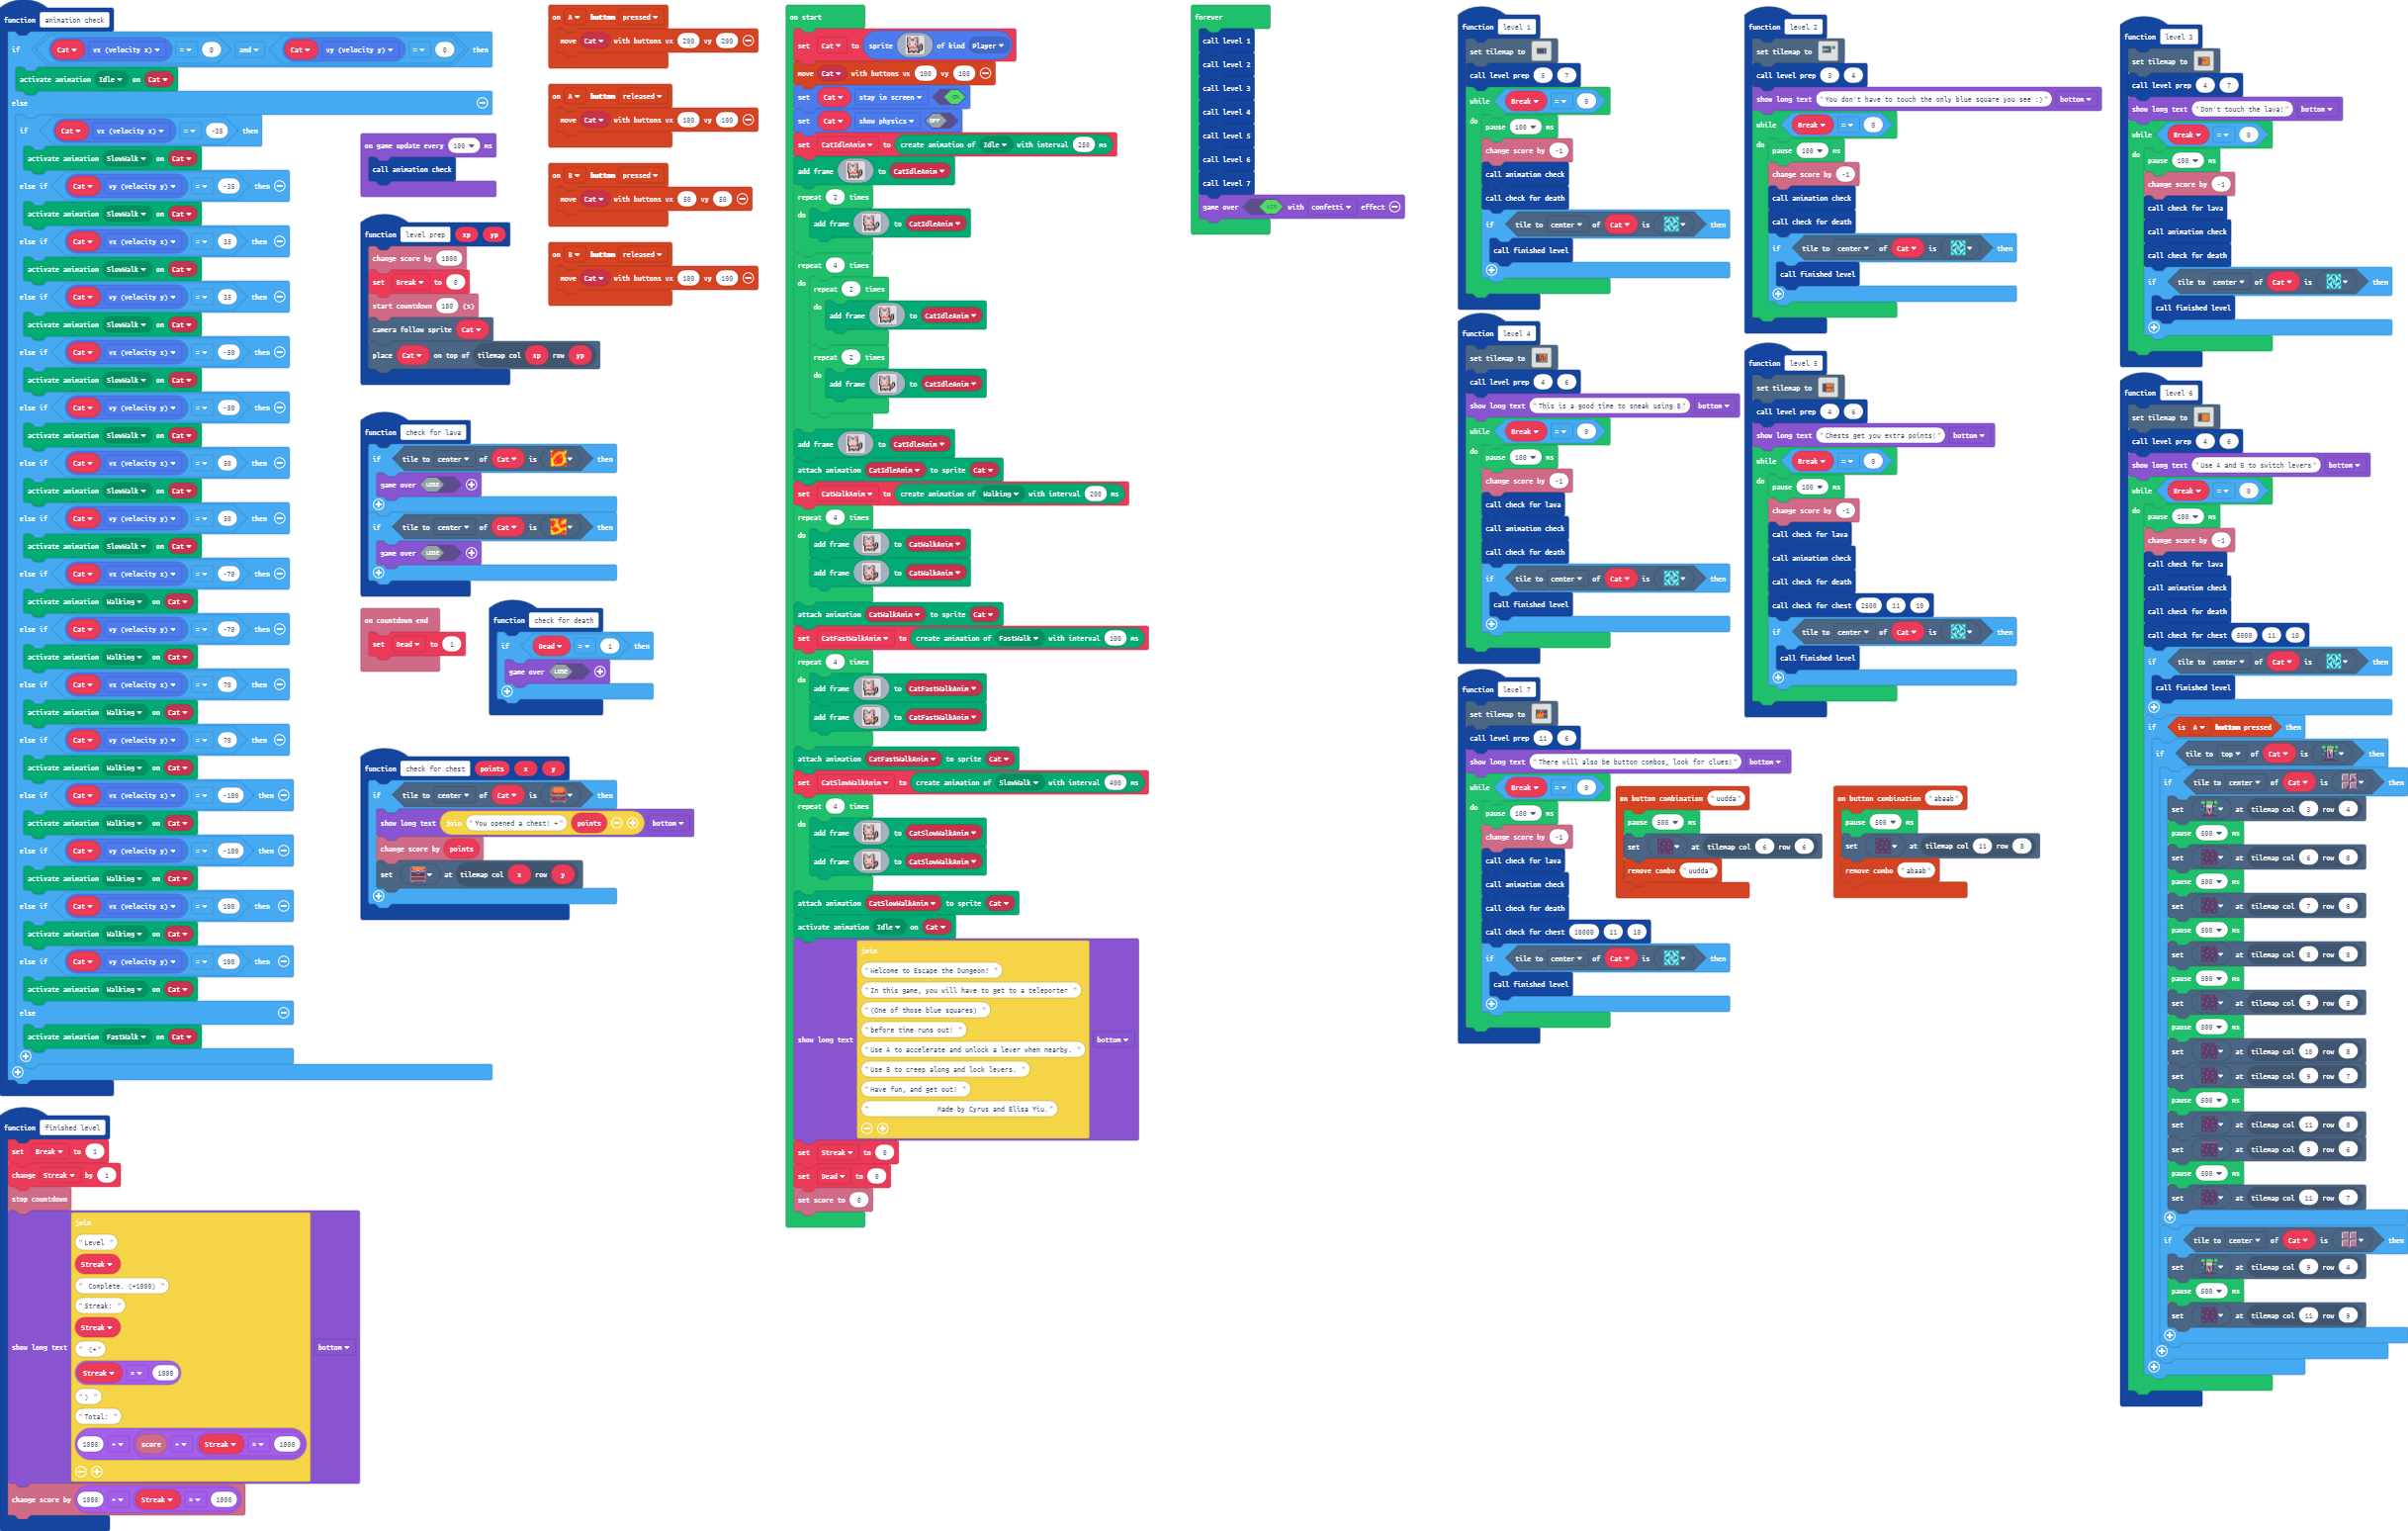 function animation check
if Cat vx (velocity x) = 0 and Cat vy (velocity y) = 0 then
activate animation Idle on Cat
else
if Cat vx (velocity x) = -35 then
activate animation SlowWalk on Cat
else if Cat vy (velocity y) = -35 then
activate animation SlowWalk on Cat
else if Cat vx (velocity x) = 35 then
activate animation SlowWalk on Cat
else if Cat vy (velocity y) = 35 then
activate animation SlowWalk on Cat
else if Cat vx (velocity x) = -50 then
activate animation SlowWalk on Cat
else if Cat vy (velocity y) = -50 then
activate animation SlowWalk on Cat
else if Cat vx (velocity x) = 50 then
activate animation SlowWalk on Cat
else if Cat vy (velocity y) = 50 then
activate animation SlowWalk on Cat
else if Cat vx (velocity x) = -70 then
activate animation Walking on Cat
else if Cat vy (velocity y) = -70 then
activate animation Walking on Cat
else if Cat vx (velocity x) = 70 then
activate animation Walking on Cat
else if Cat vy (velocity y) = 70 then
activate animation Walking on Cat
else if Cat vx (velocity x) = -100 then
activate animation Walking on Cat
else if Cat vy (velocity y) = -100 then
activate animation Walking on Cat
else if Cat vx (velocity x) = 100 then
activate animation Walking on Cat
else if Cat vy (velocity y) = 100 then
activate animation Walking on Cat
else
activate animation FastWalk on Cat
function finished level
set Break to 1
change Streak by 1
stop countdown
show long text
join
"Level "
Streak
" Complete. (+1000) "
"Streak: "
Streak
" (+"
Streak × 1000
") "
"Total: "
1000 + score + Streak × 1000
bottom
change score by 1000 + Streak × 1000
on A button pressed
move Cat with buttons vx 200 vy 200
on A button released
move Cat with buttons vx 100 vy 100
on B button pressed
move Cat with buttons vx 50 vy 50
on B button released
move Cat with buttons vx 100 vy 100
on game update every 100 ms
call animation check
function level prep xp yp
change score by 1800
set Break to 0
start countdown 180 (s)
camera follow sprite Cat
place Cat on top of tilemap col xp row yp
function check for lava
if tile to center of Cat is then
game over LOSE
if tile to center of Cat is then
game over LOSE
on countdown end
set Dead to 1
function check for death
if Dead = 1 then
game over LOSE
function check for chest points x y
if tile to center of Cat is then
show long text join "You opened a chest! +" points bottom
change score by points
set at tilemap col x row y
on start
set Cat to sprite of kind Player
move Cat with buttons vx 100 vy 100
set Cat stay in screen ON
set Cat show physics OFF
set CatIdleAnim to create animation of Idle with interval 250 ms
add frame to CatIdleAnim
repeat 2 times
do add frame to CatIdleAnim
repeat 4 times
do repeat 2 times
do add frame to CatIdleAnim
repeat 2 times
do add frame to CatIdleAnim
add frame to CatIdleAnim
attach animation CatIdleAnim to sprite Cat
set CatWalkAnim to create animation of Walking with interval 200 ms
repeat 4 times
do add frame to CatWalkAnim
add frame to CatWalkAnim
attach animation CatWalkAnim to sprite Cat
set CatFastWalkAnim to create animation of FastWalk with interval 100 ms
repeat 4 times
do add frame to CatFastWalkAnim
add frame to CatFastWalkAnim
attach animation CatFastWalkAnim to sprite Cat
set CatSlowWalkAnim to create animation of SlowWalk with interval 400 ms
repeat 4 times
do add frame to CatSlowWalkAnim
add frame to CatSlowWalkAnim
attach animation CatSlowWalkAnim to sprite Cat
activate animation Idle on Cat
show long text
join
"Welcome to Escape the Dungeon! "
"In this game, you will have to get to a teleporter "
"(One of those blue squares) "
"before time runs out! "
"Use A to accelerate and unlock a lever when nearby. "
"Use B to creep along and lock levers. "
"Have fun, and get out! "
" Made by Cyrus and Elisa Yiu."
bottom
set Streak to 0
set Dead to 0
set score to 0
forever
call level 1
call level 2
call level 3
call level 4
call level 5
call level 6
call level 7
game over WIN with confetti effect
function level 1
set tilemap to
call level prep 5 7
while Break = 0
do pause 100 ms
change score by -1
call animation check
call check for death
if tile to center of Cat is then
call finished level
function level 2
set tilemap to
call level prep 3 4
show long text "You don't have to touch the only blue square you see :)" bottom
while Break = 0
do pause 100 ms
change score by -1
call animation check
call check for death
if tile to center of Cat is then
call finished level
function level 3
set tilemap to
call level prep 4 7
show long text "Don't touch the lava!" bottom
while Break = 0
do pause 100 ms
change score by -1
call check for lava
call animation check
call check for death
if tile to center of Cat is then
call finished level
function level 4
set tilemap to
call level prep 4 6
show long text "This is a good time to sneak using B" bottom
while Break = 0
do pause 100 ms
change score by -1
call check for lava
call animation check
call check for death
if tile to center of Cat is then
call finished level
function level 5
set tilemap to
call level prep 4 6
show long text "Chests get you extra points!" bottom
while Break = 0
do pause 100 ms
change score by -1
call check for lava
call animation check
call check for death
call check for chest 2500 11 10
if tile to center of Cat is then
call finished level
function level 6
set tilemap to
call level prep 4 6
show long text "Use A and B to switch levers" bottom
while Break = 0
do pause 100 ms
change score by -1
call check for lava
call animation check
call check for death
call check for chest 5000 11 10
if tile to center of Cat is then
call finished level
if is A button pressed then
if tile to top of Cat is then
if tile to center of Cat is then
set at tilemap col 3 row 4
pause 500 ms
set at tilemap col 6 row 8
pause 500 ms
set at tilemap col 7 row 8
pause 500 ms
set at tilemap col 8 row 8
pause 500 ms
set at tilemap col 9 row 8
pause 500 ms
set at tilemap col 10 row 8
set at tilemap col 9 row 7
pause 500 ms
set at tilemap col 11 row 8
set at tilemap col 9 row 6
pause 500 ms
set at tilemap col 11 row 7
if tile to center of Cat is then
set at tilemap col 9 row 4
pause 500 ms
set at tilemap col 11 row 9
function level 7
set tilemap to
call level prep 11 6
show long text "There will also be button combos, look for clues!" bottom
while Break = 0
do pause 100 ms
change score by -1
call check for lava
call animation check
call check for death
call check for chest 10000 11 10
if tile to center of Cat is then
call finished level
on button combination "uudda"
pause 500 ms
set at tilemap col 6 row 6
remove combo "uudda"
on button combination "abaab"
pause 500 ms
set at tilemap col 11 row 8
remove combo "abaab"